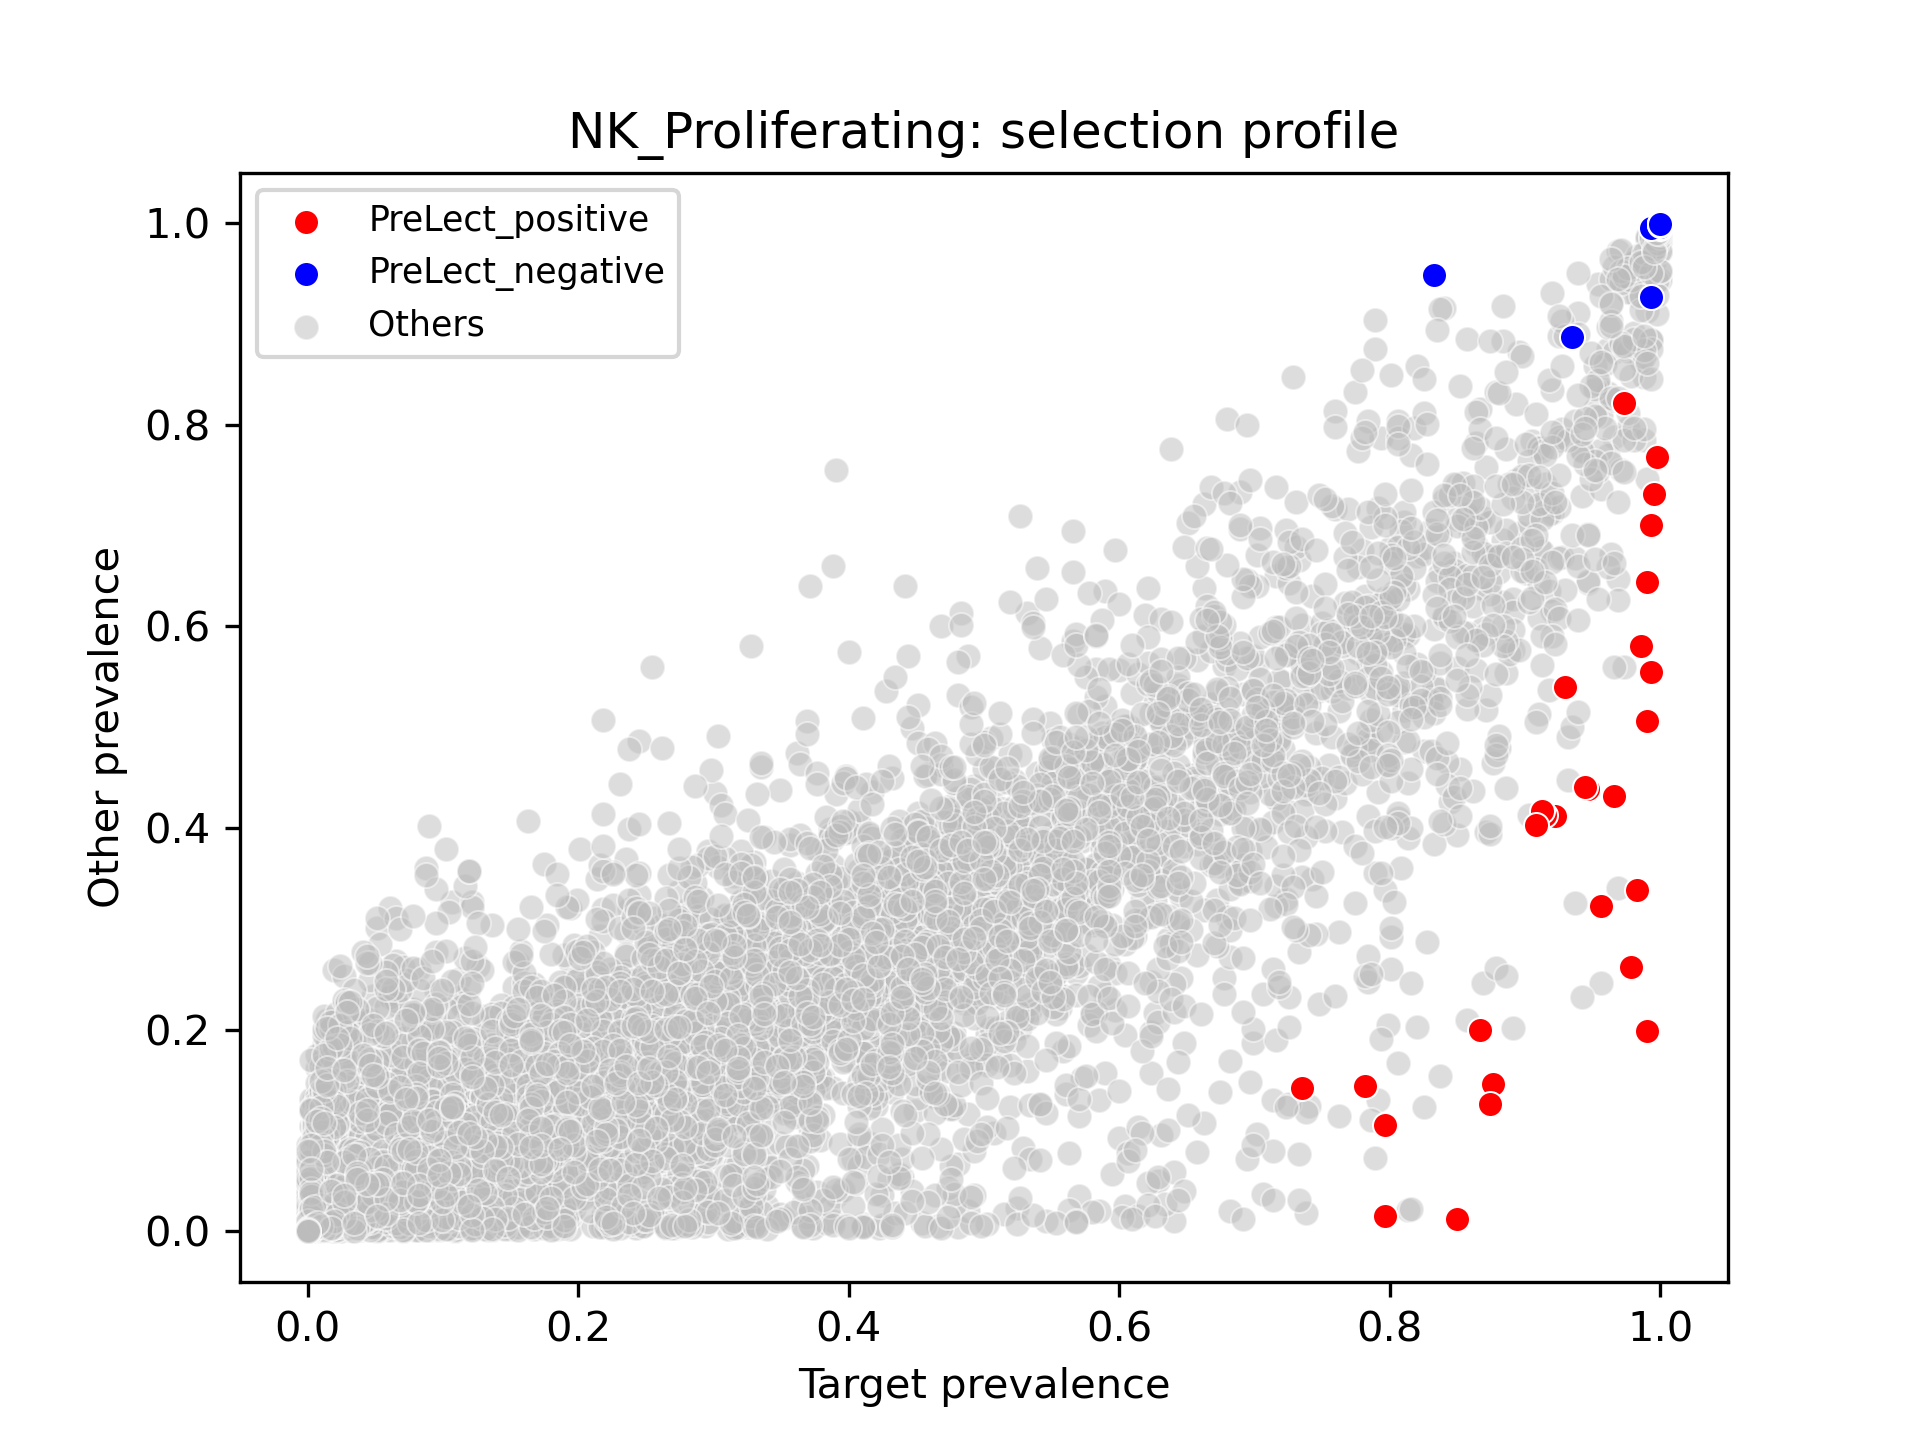 NK_Proliferating: selection profile
PreLect_positive
PreLect_negative
Others
Other prevalence
1.0
0.8
0.6
0.4
0.2
0.0
0.0 0.2 0.4 0.6 0.8 1.0
Target prevalence